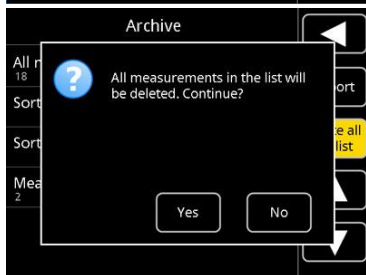 Archive
All
18
All measurements in the list will
be deleted. Continue?
ort
Sort
all
list
Sort
Mea
2
Yes No